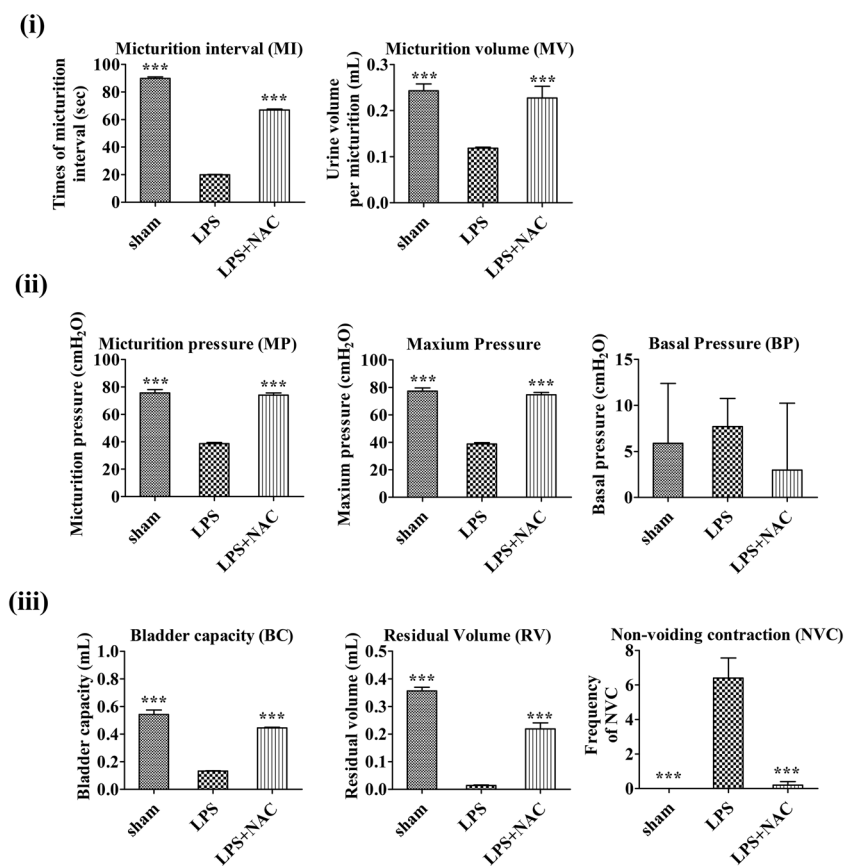 (i)
Micturition interval (MI)
Times of micturition
interval (sec)
100
80
60
40
20
0
***
***
sham
LPS
LPS+NAC
Micturition volume (MV)
Urine volume
per micturition (mL)
0.3
0.2
0.1
0.0
***
***
sham
LPS
LPS+NAC
(ii)
Micturition pressure (MP)
Micturition pressure (cmH₂O)
100
80
60
40
20
0
***
***
sham
LPS
LPS+NAC
Maxium Pressure
Maxium pressure (cmH₂O)
100
80
60
40
20
0
***
***
sham
LPS
LPS+NAC
Basal Pressure (BP)
Basal pressure (cmH₂O)
15
10
5
0
sham
LPS
LPS+NAC
(iii)
Bladder capacity (BC)
Bladder capacity (mL)
1.0
0.8
0.6
0.4
0.2
0.0
***
***
sham
LPS
LPS+NAC
Residual Volume (RV)
Residual volume (mL)
0.5
0.4
0.3
0.2
0.1
0.0
***
***
sham
LPS
LPS+NAC
Non-voiding contraction (NVC)
Frequency
of NVC
8
6
4
2
0
***
***
sham
LPS
LPS+NAC